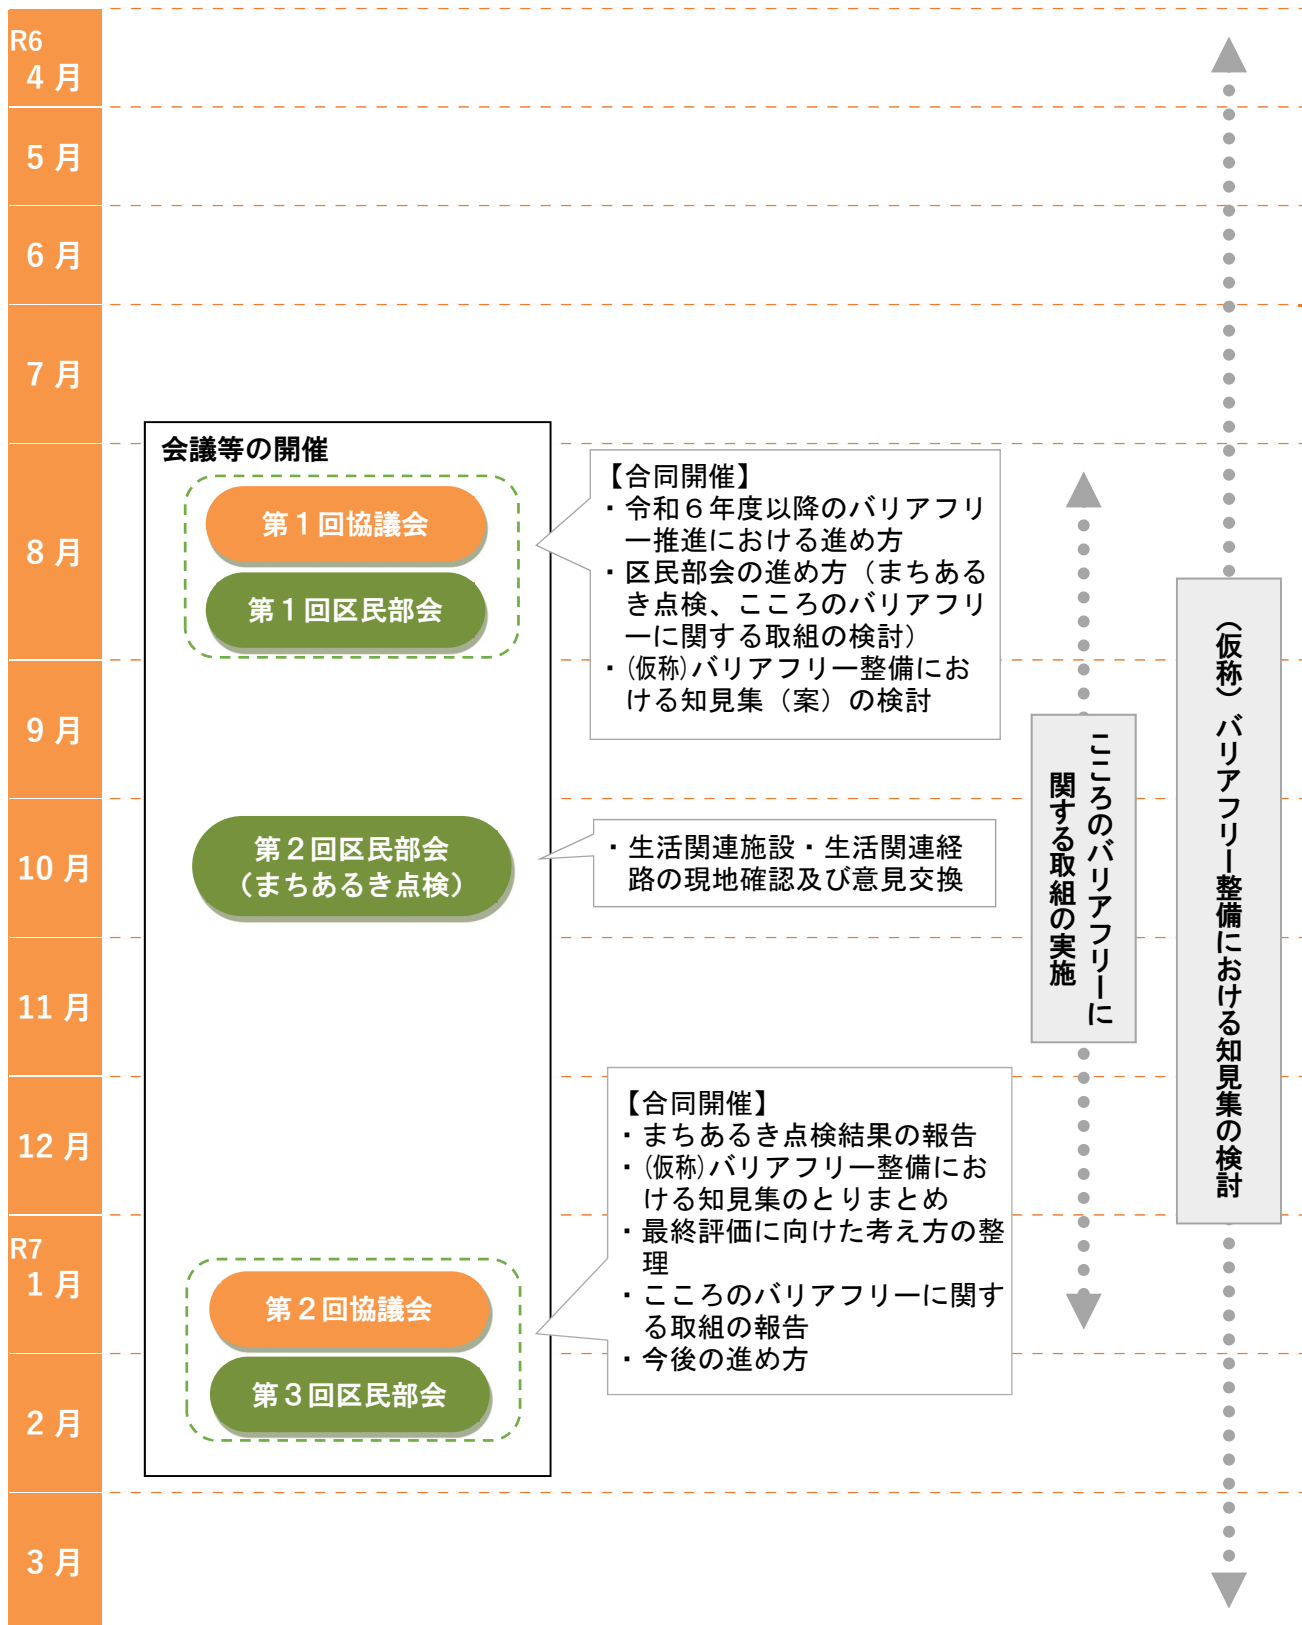 R6
4 月
5 月
6 月
7 月
8 月
9 月
10 月
11 月
12 月
R7
1 月
2 月
3 月
会議等の開催
第１回協議会
第１回区民部会
【合同開催】
・令和６年度以降のバリアフリ
ー推進における進め方
・区民部会の進め方（まちある
き点検、こころのバリアフリ
ーに関する取組の検討）
・(仮称)バリアフリー整備にお
ける知見集（案）の検討
第２回区民部会
（まちあるき点検）
・生活関連施設・生活関連経
路の現地確認及び意見交換
第２回協議会
第３回区民部会
【合同開催】
・まちあるき点検結果の報告
・(仮称)バリアフリー整備にお
ける知見集のとりまとめ
・最終評価に向けた考え方の整
理
・こころのバリアフリーに関す
る取組の報告
・今後の進め方
こころのバリアフリーに
関する取組の実施
（仮称）バリアフリー整備における知見集の検討